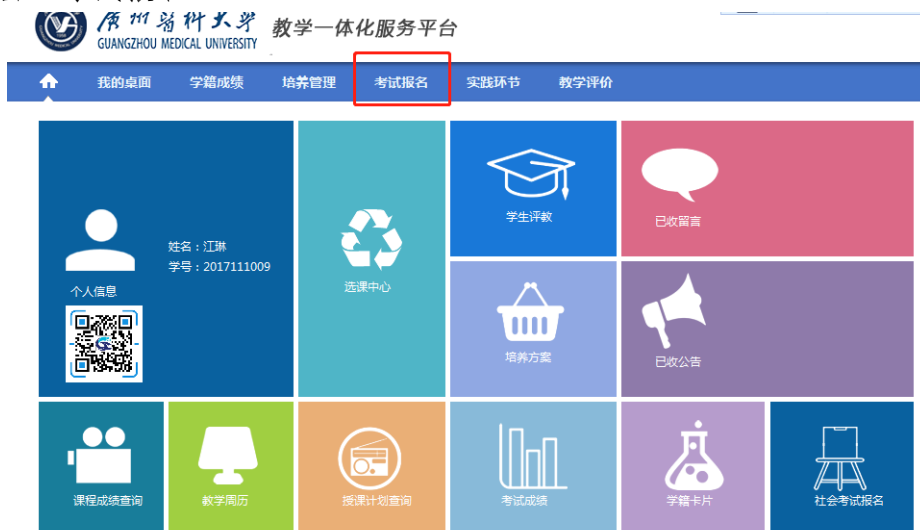 广州医科大学
GUANGZHOU MEDICAL UNIVERSITY
教学一体化服务平台
我的桌面 学籍成绩 培养管理 考试报名 实践环节 教学评价
姓名：江琳
学号：2017111009
个人信息
选课中心
学生评教
已收留言
培养方案
已收公告
课程成绩查询
教学周历
授课计划查询
考试成绩
学籍卡片
社会考试报名